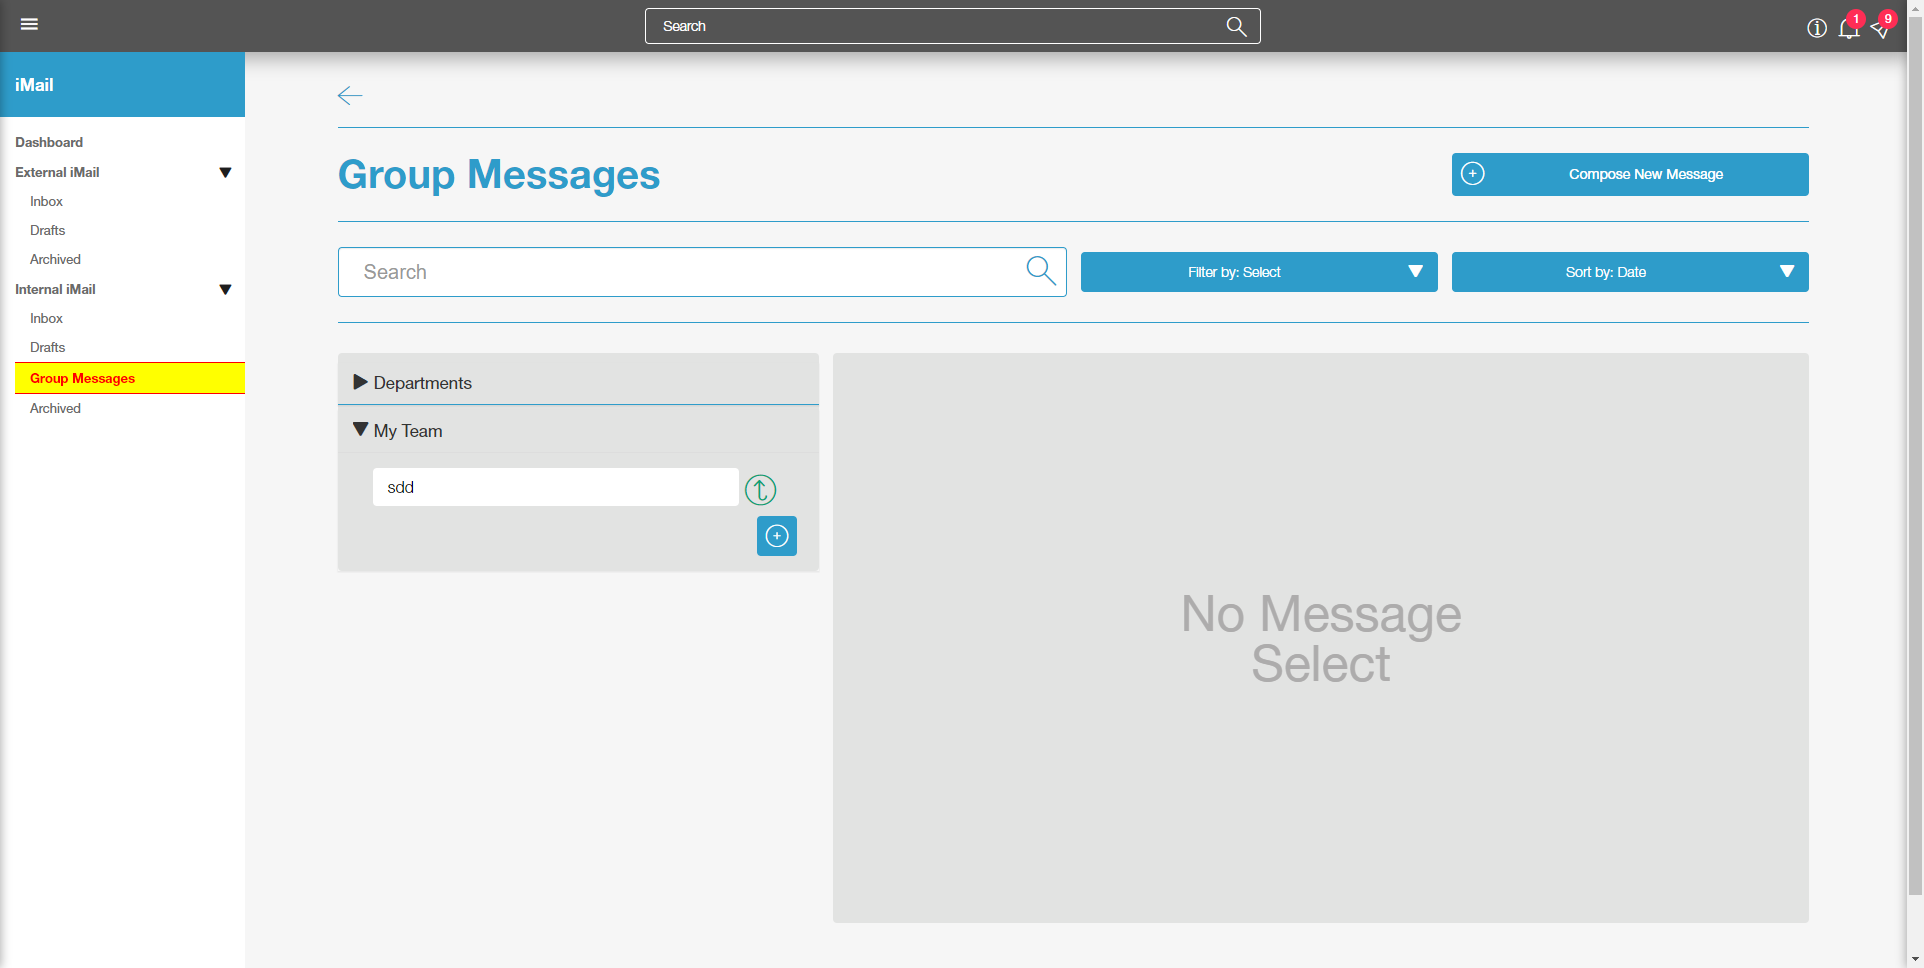 Search
1
9
iMail
Dashboard
External iMail
Inbox
Drafts
Archived
Internal iMail
Inbox
Drafts
Group Messages
Archived
Group Messages
Compose New Message
Search
Filter by: Select
Sort by: Date
Departments
My Team
sdd
No Message
Select